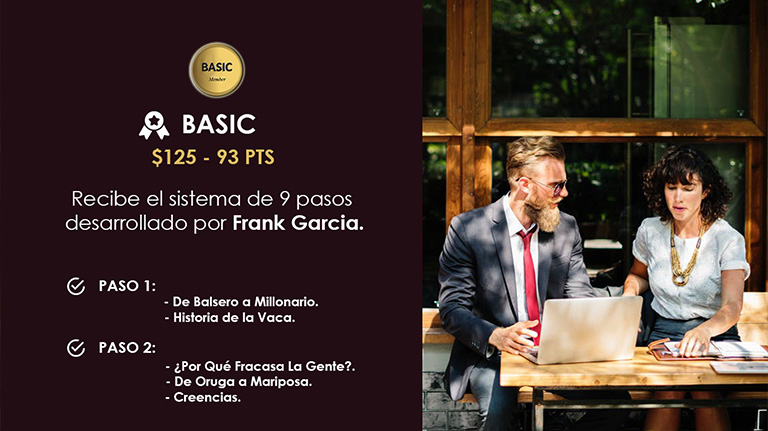 BASIC
Member
BASIC
$125 - 93 PTS
Recibe el sistema de 9 pasos
desarrollado por Frank Garcia.
PASO 1:
- De Balsero a Millonario.
- Historia de la Vaca.
PASO 2:
- ¿Por Qué Fracasa La Gente?.
- De Oruga a Mariposa.
- Creencias.